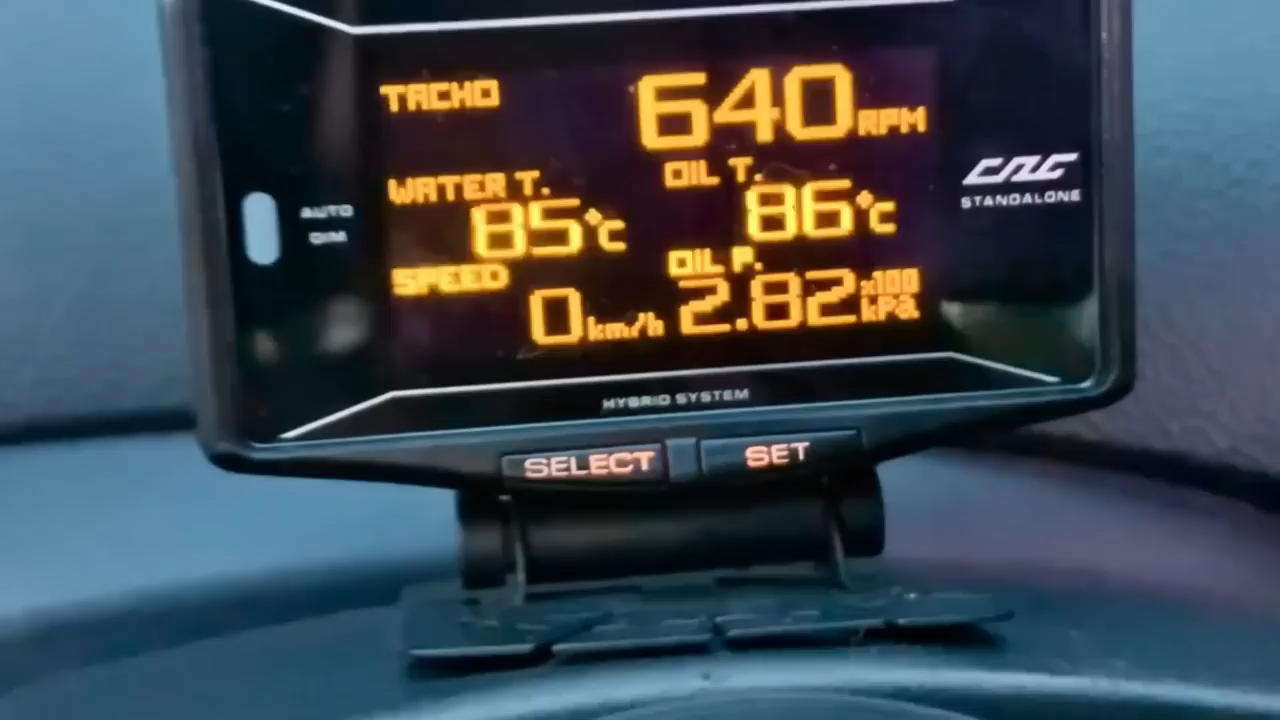 TACHO 640 RPM
WATER T. OIL T.
85°C 86°C
SPEED OIL P.
0 km/h 2.82 x100 kPa
AUTO
DIM
STANDALONE
HYBRID SYSTEM
SELECT SET